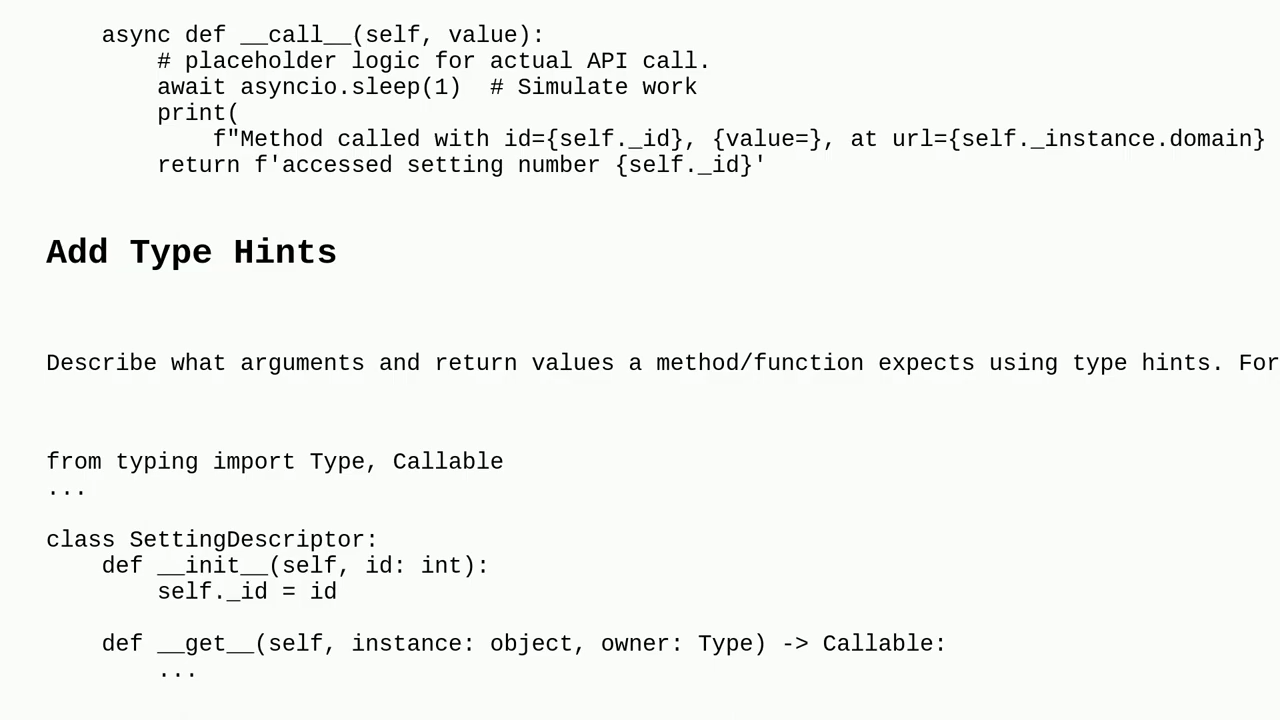 async def __call__(self, value):
# placeholder logic for actual API call.
await asyncio.sleep(1)  # Simulate work
print(
f"Method called with id={self._id}, {value=}, at url={self._instance.domain}
return f'accessed setting number {self._id}'
Add Type Hints
Describe what arguments and return values a method/function expects using type hints. For
from typing import Type, Callable
...
class SettingDescriptor:
def __init__(self, id: int):
self._id = id
def __get__(self, instance: object, owner: Type) -> Callable:
...